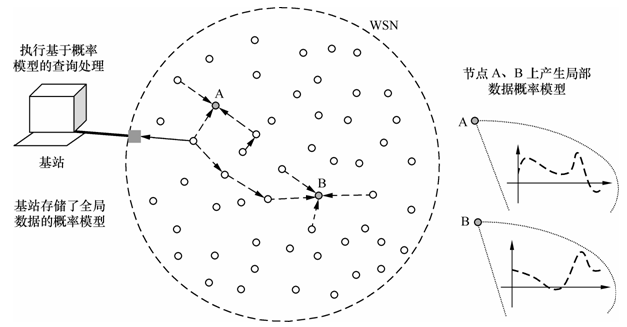 WSN
执行基于概率
模型的查询处理
基站
基站存储了全局
数据的概率模型
A
B
节点 A、B 上产生局部
数据概率模型
A
B